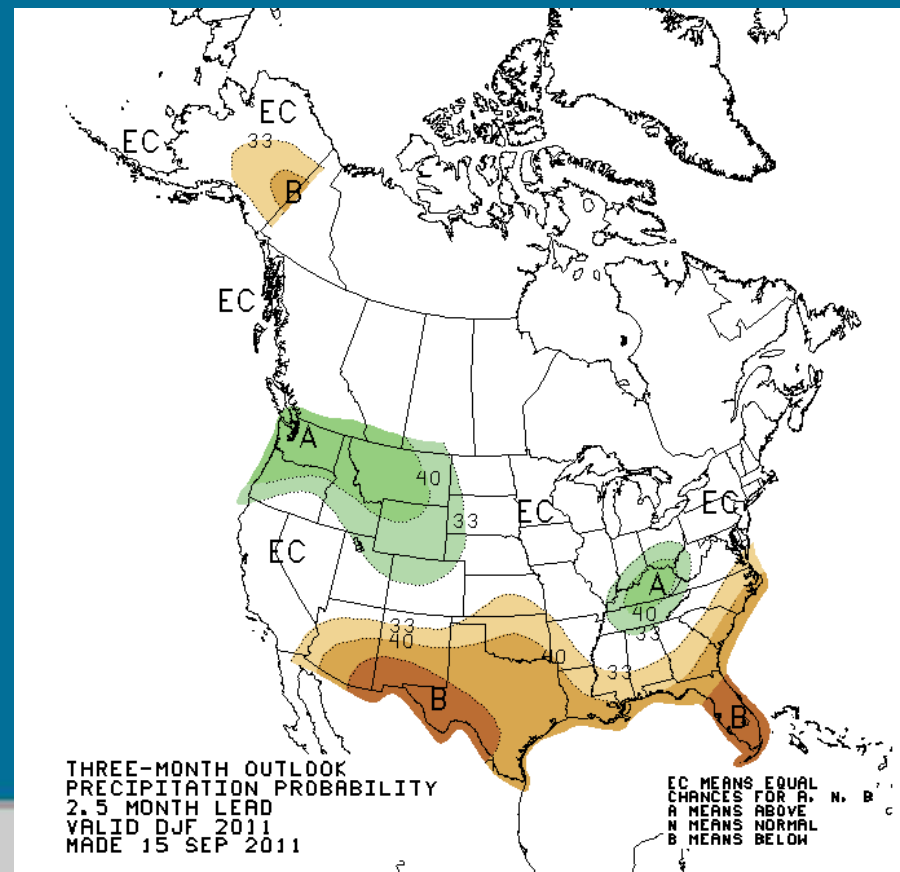 EC
EC
33
B
EC
A
40
33
EC
EC
EC
A
40
33
33
40
40
33
B
B
THREE-MONTH OUTLOOK
PRECIPITATION PROBABILITY
2.5 MONTH LEAD
VALID DJF 2011
MADE 15 SEP 2011
EC MEANS EQUAL
CHANCES FOR A, N, B
A MEANS ABOVE
N MEANS NORMAL
B MEANS BELOW